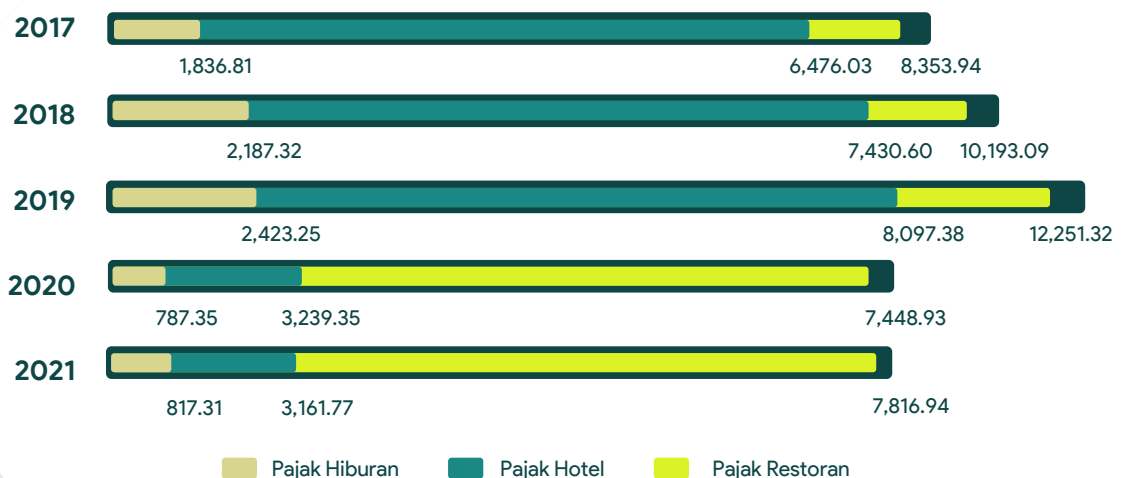 2017
1,836.81 6,476.03 8,353.94
2018
2,187.32 7,430.60 10,193.09
2019
2,423.25 8,097.38 12,251.32
2020
787.35 3,239.35 7,448.93
2021
817.31 3,161.77 7,816.94
Pajak Hiburan Pajak Hotel Pajak Restoran